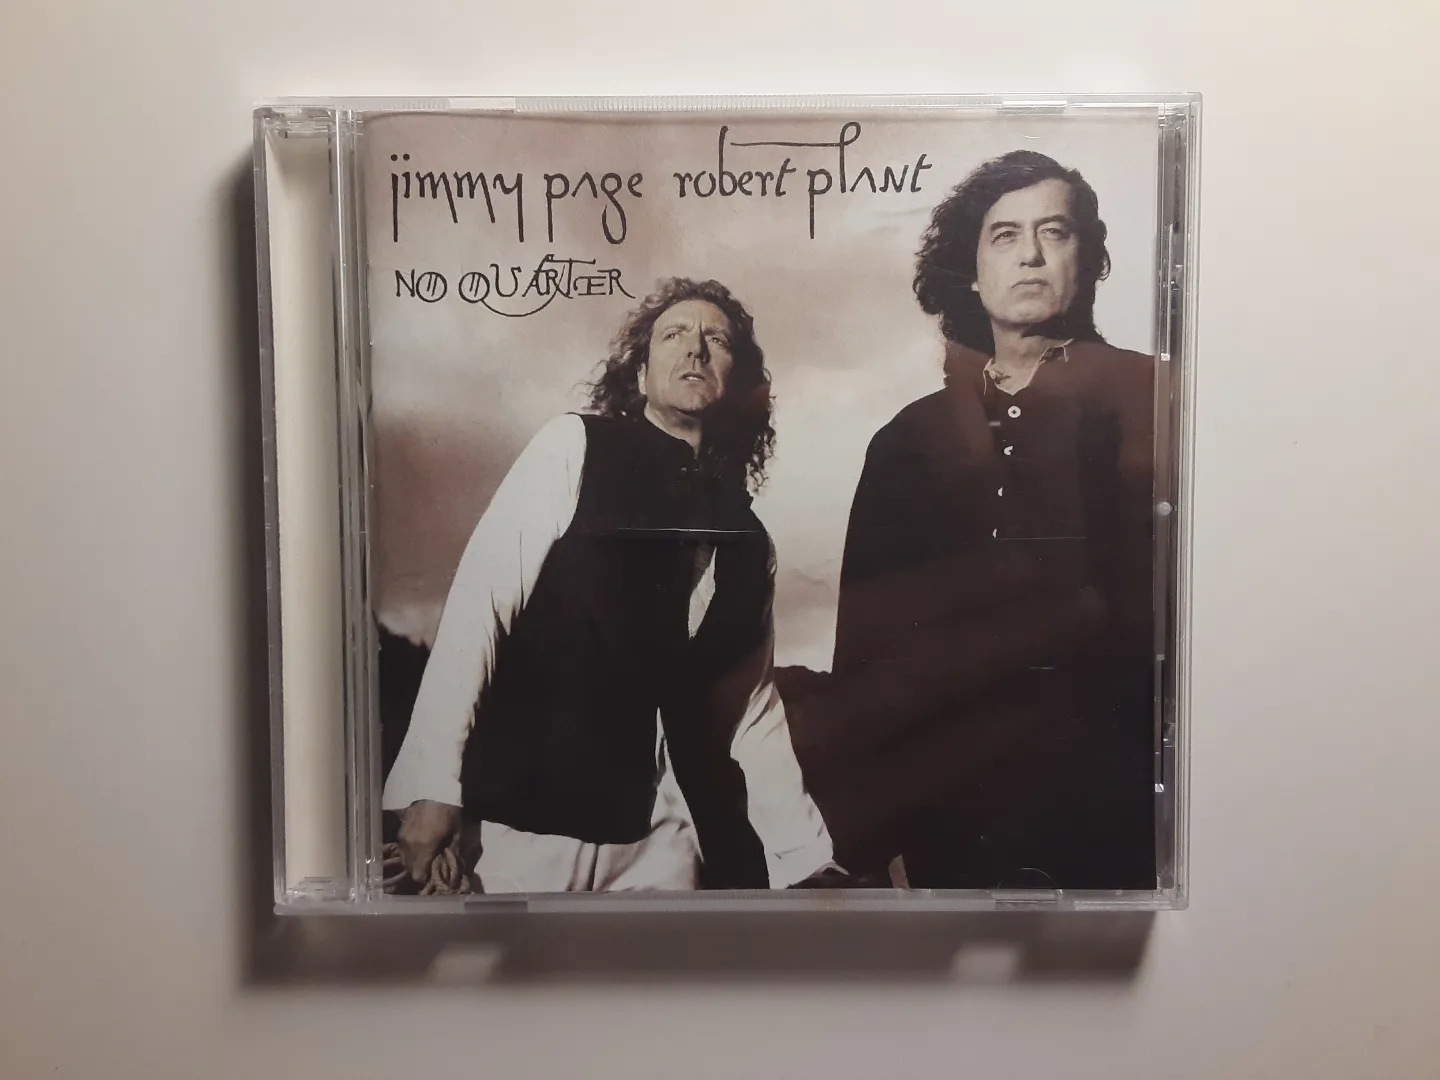 jimmy page robert plant
NO QUARTER